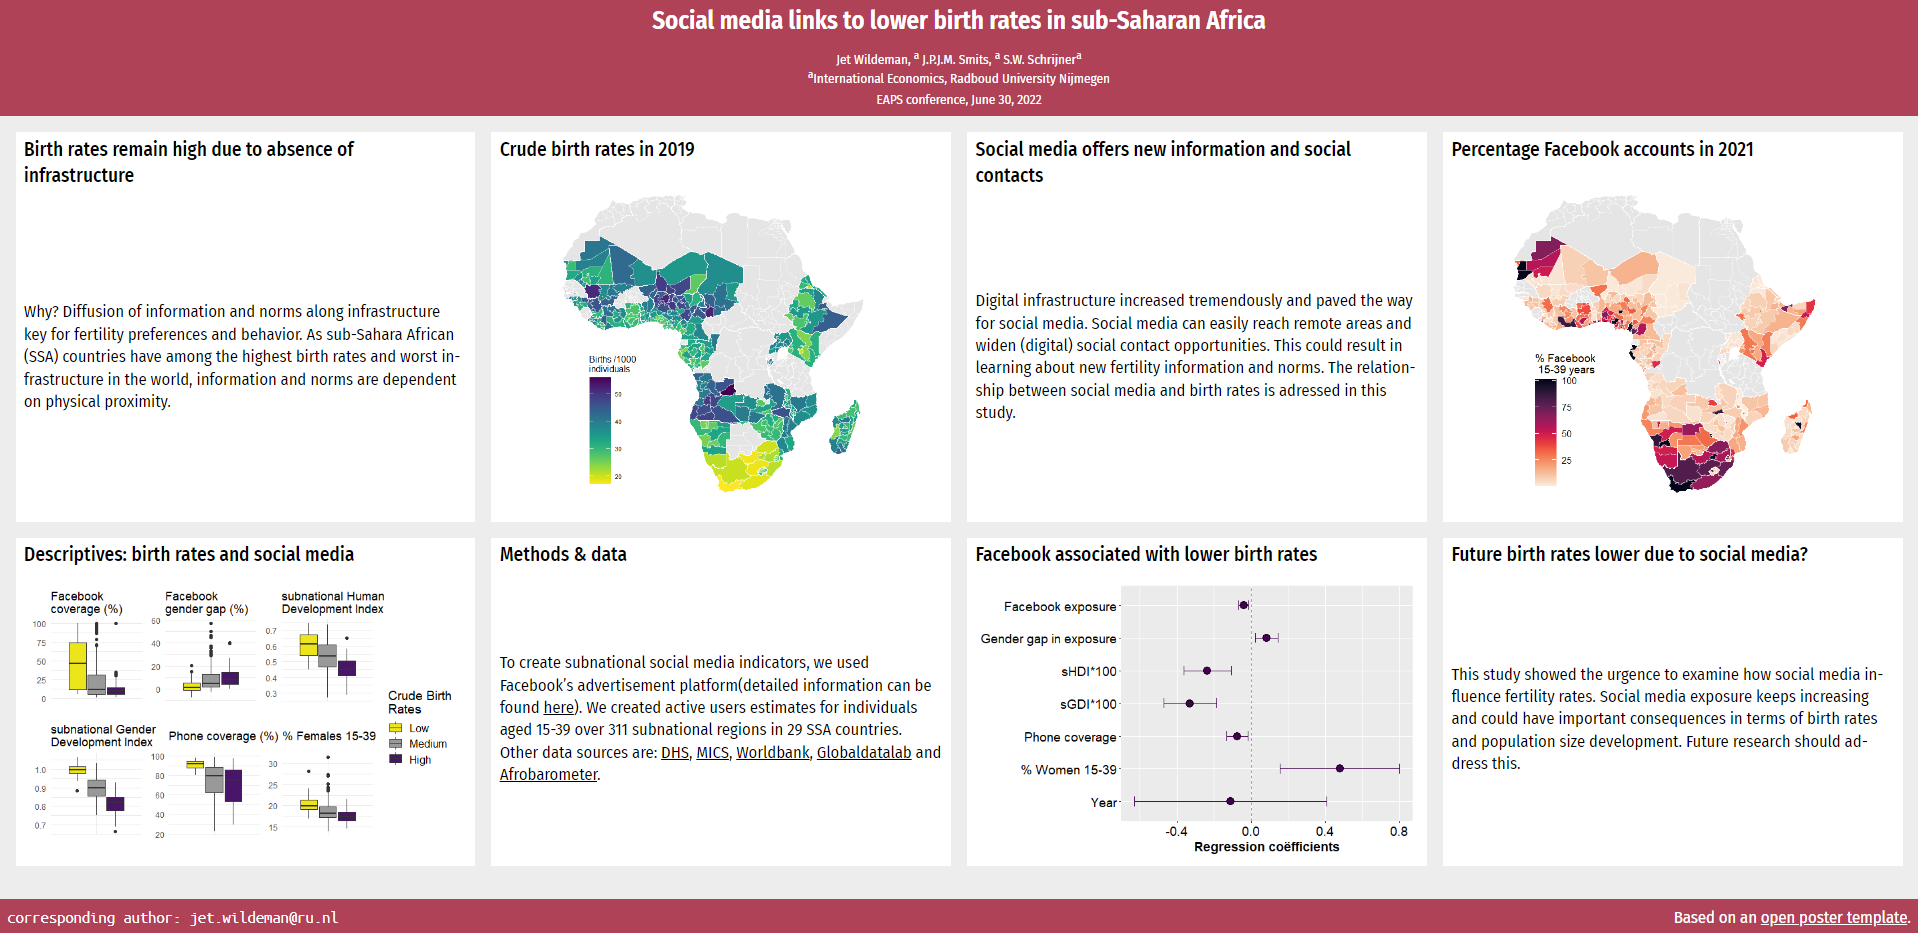 Social media links to lower birth rates in sub-Saharan Africa
Jet Wildeman, a J.P.J.M. Smits, a S.W. Schrijnera
aInternational Economics, Radboud University Nijmegen
EAPS conference, June 30, 2022
Birth rates remain high due to absence of
infrastructure
Why? Diffusion of information and norms along infrastructure
key for fertility preferences and behavior. As sub-Sahara African
(SSA) countries have among the highest birth rates and worst in-
frastructure in the world, information and norms are dependent
on physical proximity.
Crude birth rates in 2019
Births /1000
individuals
50
40
30
20
Social media offers new information and social
contacts
Digital infrastructure increased tremendously and paved the way
for social media. Social media can easily reach remote areas and
widen (digital) social contact opportunities. This could result in
learning about new fertility information and norms. The relation-
ship between social media and birth rates is adressed in this
study.
Percentage Facebook accounts in 2021
% Facebook
15-39 years
100
75
50
25
Descriptives: birth rates and social media
Facebook
coverage (%)
100
75
50
25
0
Facebook
gender gap (%)
60
40
20
0
subnational Human
Development Index
0.7
0.6
0.5
0.4
0.3
subnational Gender
Development Index
1.0
0.9
0.8
0.7
Phone coverage (%)
100
80
60
40
20
% Females 15-39
30
25
20
15
Crude Birth
Rates
Low
Medium
High
Methods & data
To create subnational social media indicators, we used
Facebook's advertisement platform(detailed information can be
found here). We created active users estimates for individuals
aged 15-39 over 311 subnational regions in 29 SSA countries.
Other data sources are: DHS, MICS, Worldbank, Globaldatalab and
Afrobarometer.
Facebook associated with lower birth rates
Facebook exposure
Gender gap in exposure
sHDI*100
sGDI*100
Phone coverage
% Women 15-39
Year
-0.4 0.0 0.4 0.8
Regression coëfficients
Future birth rates lower due to social media?
This study showed the urgence to examine how social media in-
fluence fertility rates. Social media exposure keeps increasing
and could have important consequences in terms of birth rates
and population size development. Future research should ad-
dress this.
corresponding author: jet.wildeman@ru.nl
Based on an open poster template.